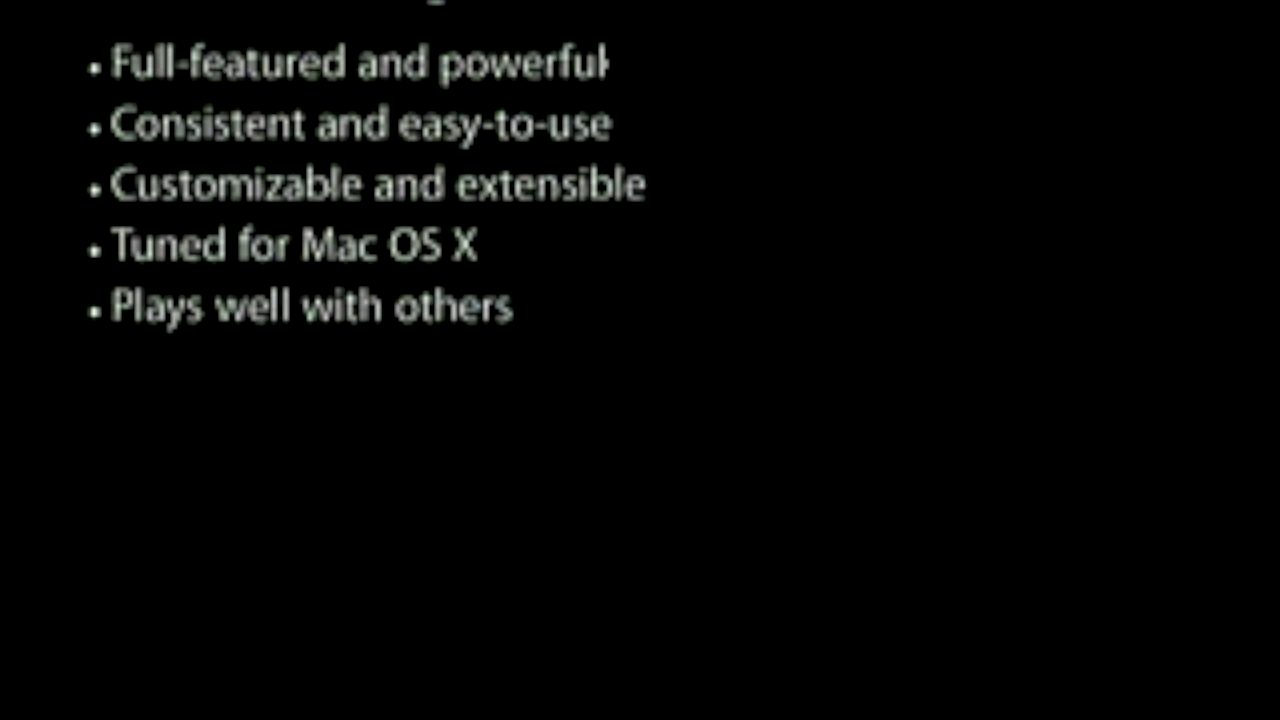 • Full-featured and powerful
• Consistent and easy-to-use
• Customizable and extensible
• Tuned for Mac OS X
• Plays well with others